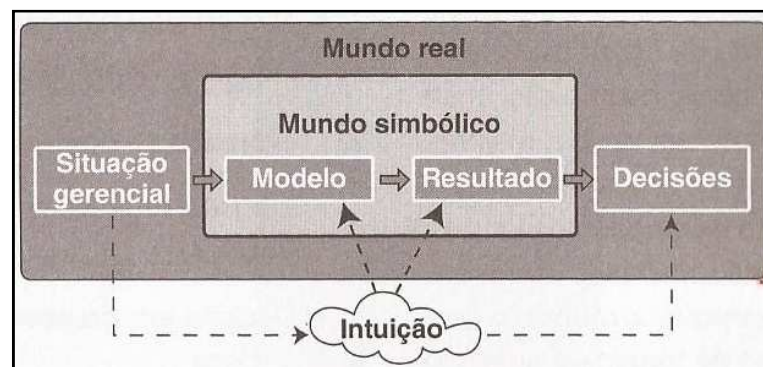 Mundo real
Mundo simbólico
Situação
gerencial
Modelo
Resultado
Decisões
Intuição